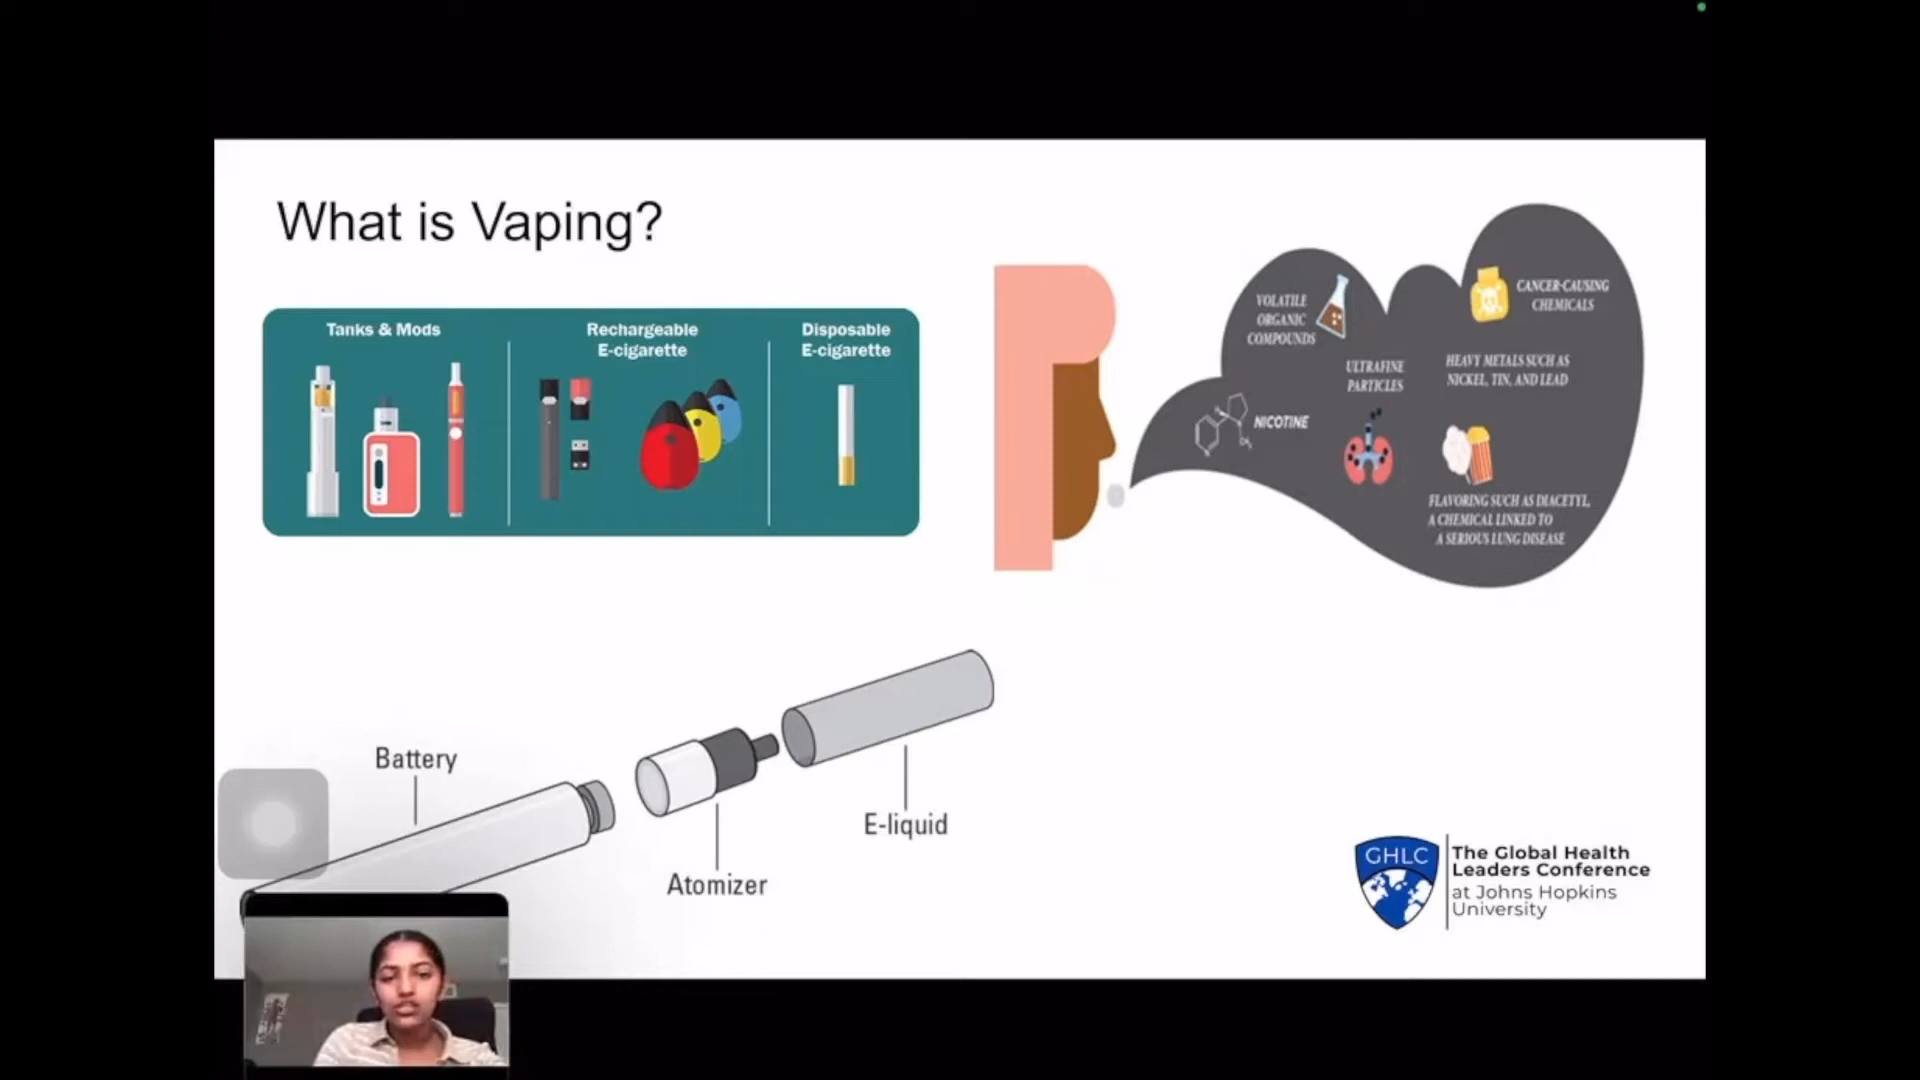 What is Vaping?
Tanks & Mods
Rechargeable
E-cigarette
Disposable
E-cigarette
VOLATILE
ORGANIC
COMPOUNDS
CANCER-CAUSING
CHEMICALS
ULTRAFINE
PARTICLES
HEAVY METALS SUCH AS
NICKEL, TIN, AND LEAD
NICOTINE
FLAVORING SUCH AS DIACETYL,
A CHEMICAL LINKED TO
A SERIOUS LUNG DISEASE
Battery
Atomizer
E-liquid
GHLC
The Global Health
Leaders Conference
at Johns Hopkins
University